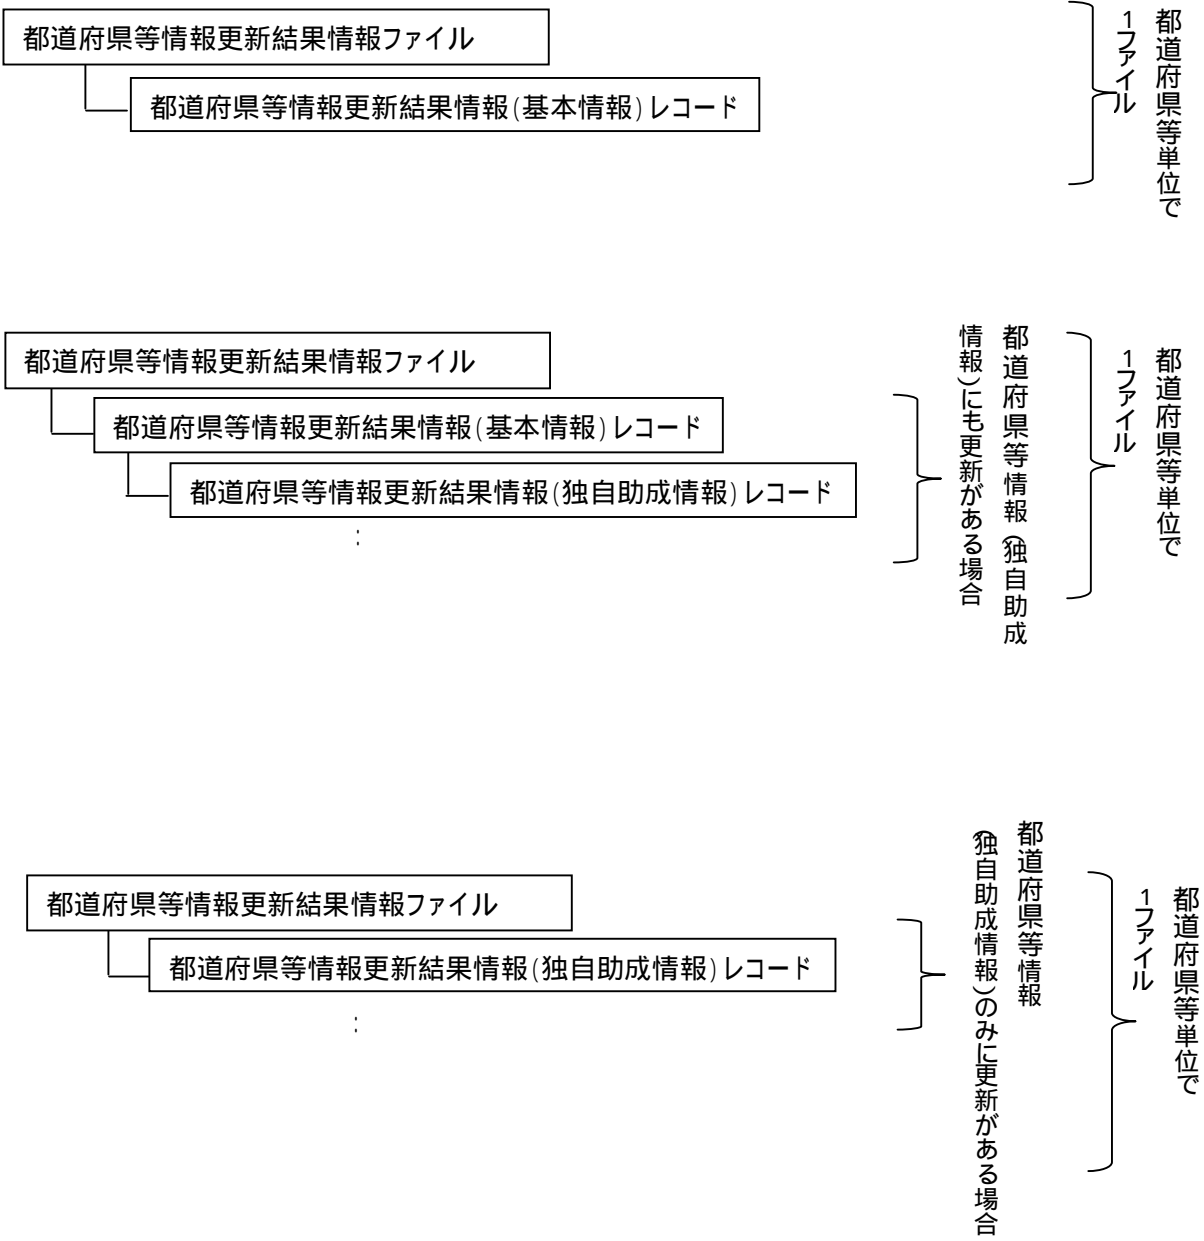 都道府県等情報更新結果情報ファイル
都道府県等情報更新結果情報(基本情報)レコード
都道府県等単位で
1ファイル
都道府県等情報更新結果情報ファイル
都道府県等情報更新結果情報(基本情報)レコード
都道府県等情報更新結果情報(独自助成情報)レコード
:
都道府県等情報(独自助成
情報)にも更新がある場合
都道府県等単位で
1ファイル
都道府県等情報更新結果情報ファイル
都道府県等情報更新結果情報(独自助成情報)レコード
:
都道府県等情報
(独自助成情報)のみに更新がある場合
都道府県等単位で
1ファイル